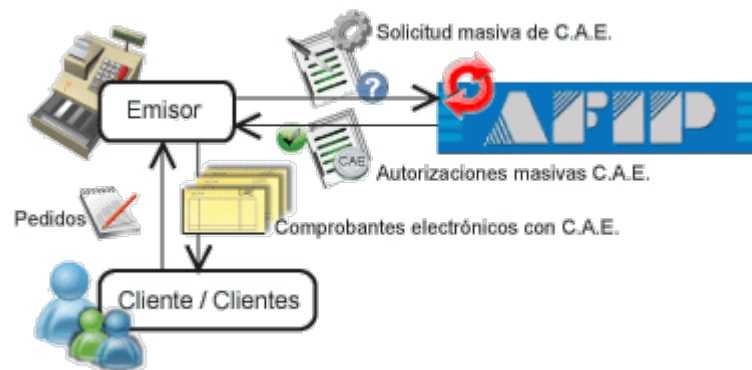 Solicitud masiva de C.A.E.
Emisor
AFIP
CAE
Autorizaciones masivas C.A.E.
Pedidos
Comprobantes electrónicos con C.A.E.
Cliente / Clientes